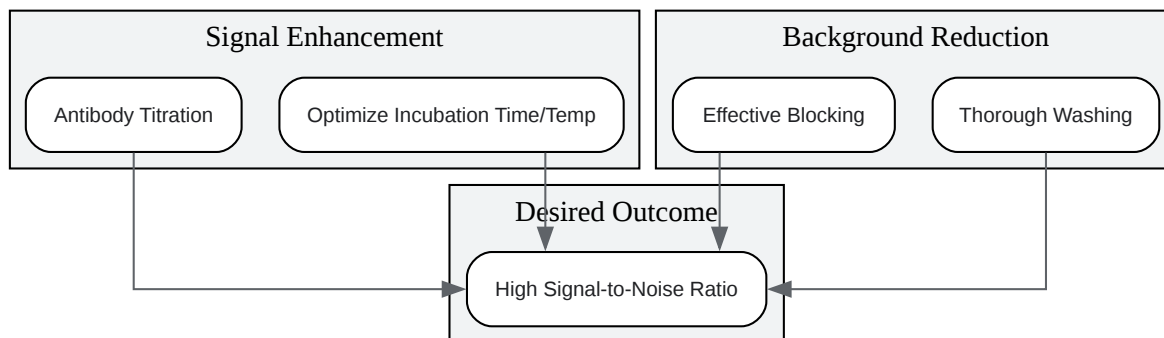 Signal Enhancement
Background Reduction
Antibody Titration
Optimize Incubation Time/Temp
Effective Blocking
Thorough Washing
Desired Outcome
High Signal-to-Noise Ratio